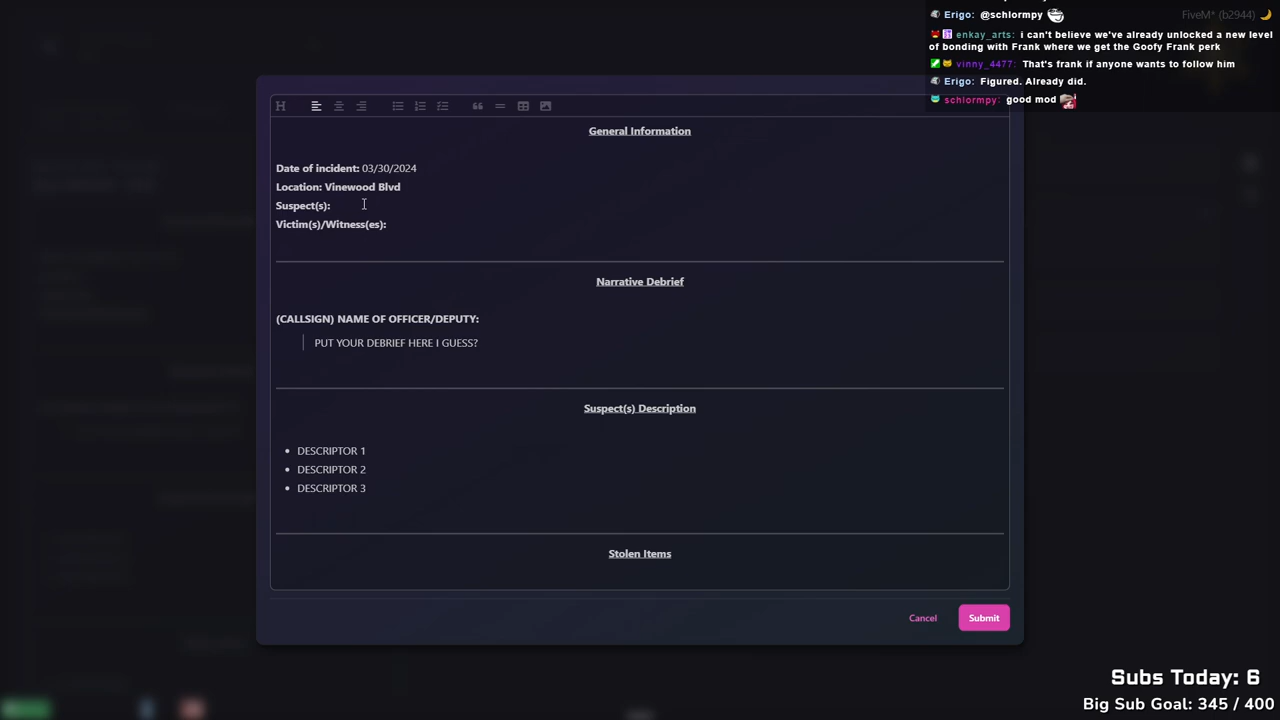 Erigo: @schlormpy
FiveM* (b2944)
enkay_arts: i can't believe we've already unlocked a new level
of bonding with Frank where we get the Goofy Frank perk
vinny_4477: That's frank if anyone wants to follow him
Erigo: Figured. Already did.
schlormpy: good mod
H
General Information
Date of incident: 03/30/2024
Location: Vinewood Blvd
Suspect(s):
Victim(s)/Witness(es):
Narrative Debrief
(CALLSIGN) NAME OF OFFICER/DEPUTY:
PUT YOUR DEBRIEF HERE I GUESS?
Suspect(s) Description
• DESCRIPTOR 1
• DESCRIPTOR 2
• DESCRIPTOR 3
Stolen Items
Cancel
Submit
Subs Today: 6
Big Sub Goal: 345 / 400